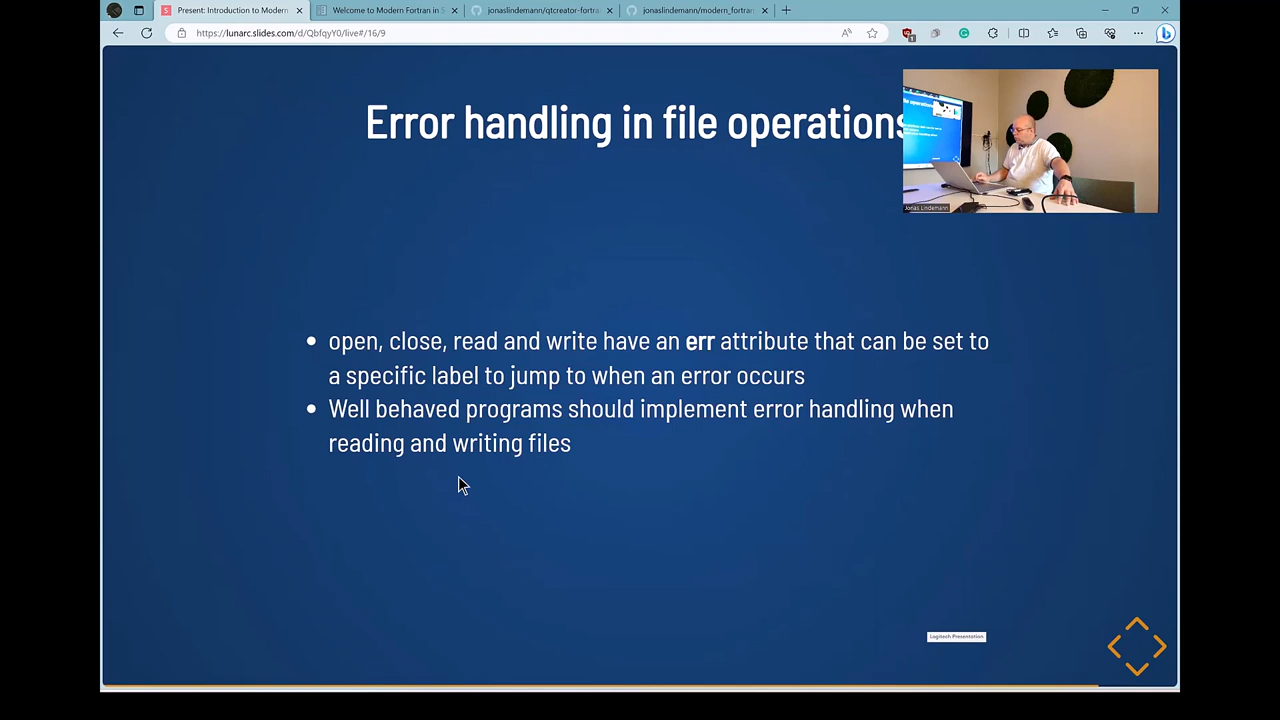 Present: Introduction to Modern
Welcome to Modern Fortran in S
jonaslindemann/qtcreator-fortra
jonaslindemann/modern_fortra
https://lunarc.slides.com/d/QbfqyY0/live#/16/9
Error handling in file operations
Jonas Lindemann
• open, close, read and write have an err attribute that can be set to
a specific label to jump to when an error occurs
• Well behaved programs should implement error handling when
reading and writing files
Logitech Presentation